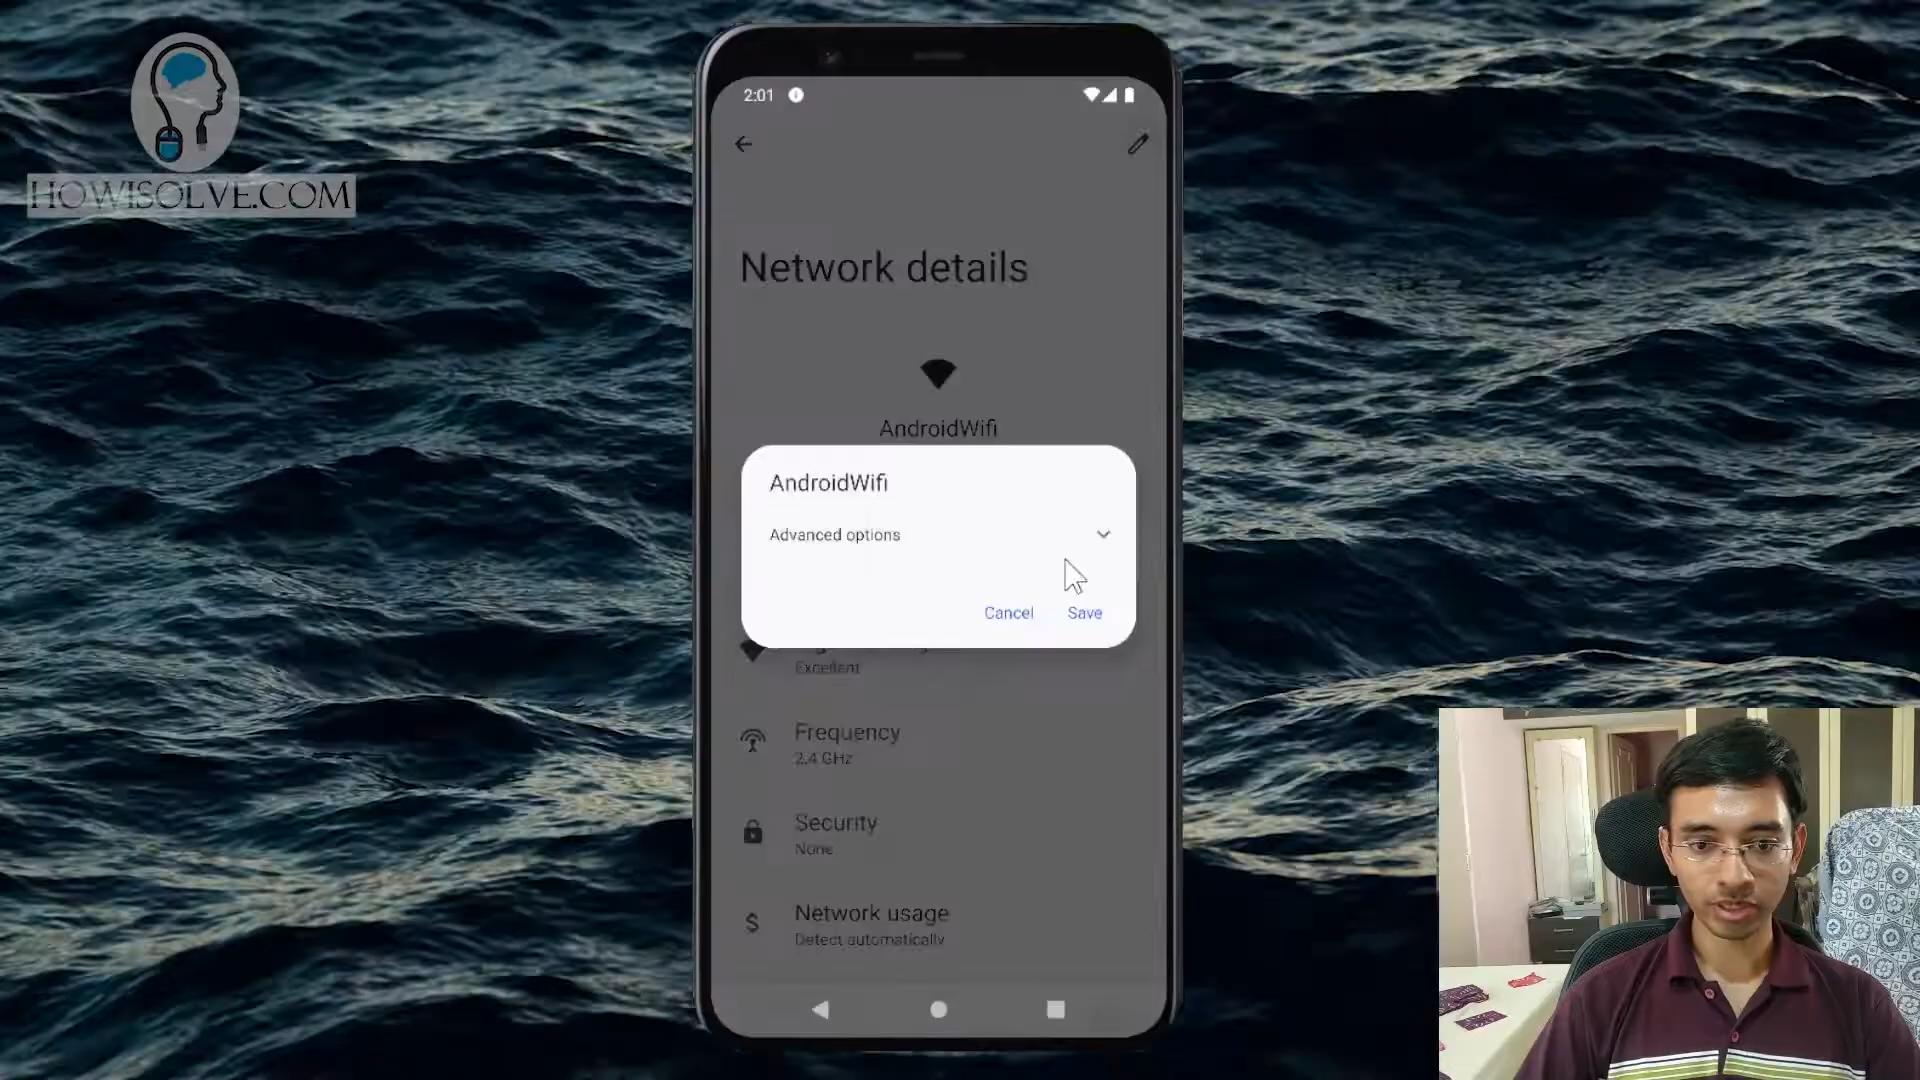 HOWISOLVE.COM
2:01
Network details
AndroidWifi
AndroidWifi
Advanced options
Cancel Save
Excellent
Frequency
2.4 GHz
Security
None
$
Network usage
Detect automatically